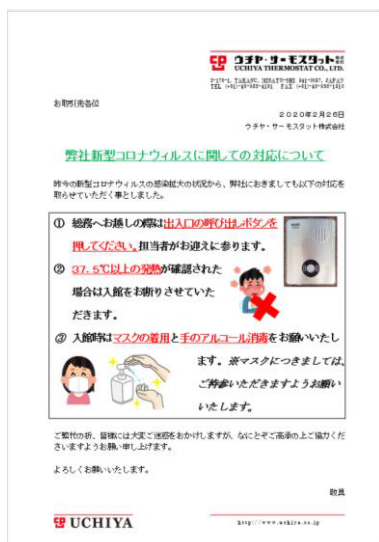 ウチヤ・サーモスタット株式会社
UCHIYA THERMOSTAT CO., LTD.
お取引先各位
2020年2月26日
ウチヤ・サーモスタット株式会社
弊社新型コロナウィルスに関しての対応について
昨今の新型コロナウィルスの感染拡大の状況から、弊社におきましても以下の対応を
取らせていただく事としました。
① 総務へお越しの際は出入口の呼び出しボタンを
押してください。担当者がお迎えに参ります。
② 37.5℃以上の発熱が確認された
場合は入館をお断りさせていた
だきます。
③ 入館時はマスクの着用と手のアルコール消毒をお願いいたし
ます。※マスクにつきましては、
ご持参いただきますようお願い
いたします。
ご繁忙の折、皆様には大変ご迷惑をおかけしますが、なにとぞご高承の上ご協力くだ
さいますようお願い申し上げます。
よろしくお願いいたします。
敬具
UCHIYA
http://www.uchiya.co.jp